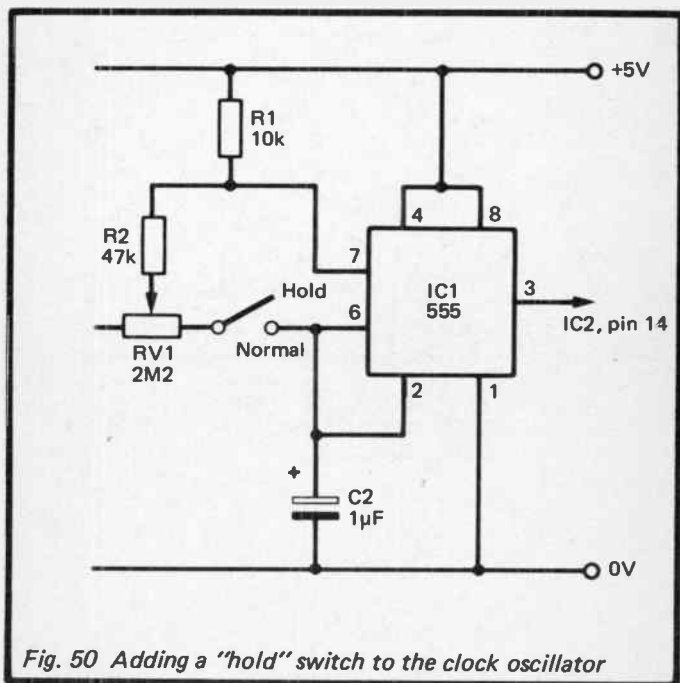 +5V
R1
10k
4
8
7
R2
47k
Hold
IC1
555
3
6
IC2, pin 14
Normal
RV1
2M2
2
1
+
C2
1µF
0V
Fig. 50 Adding a "hold" switch to the clock oscillator